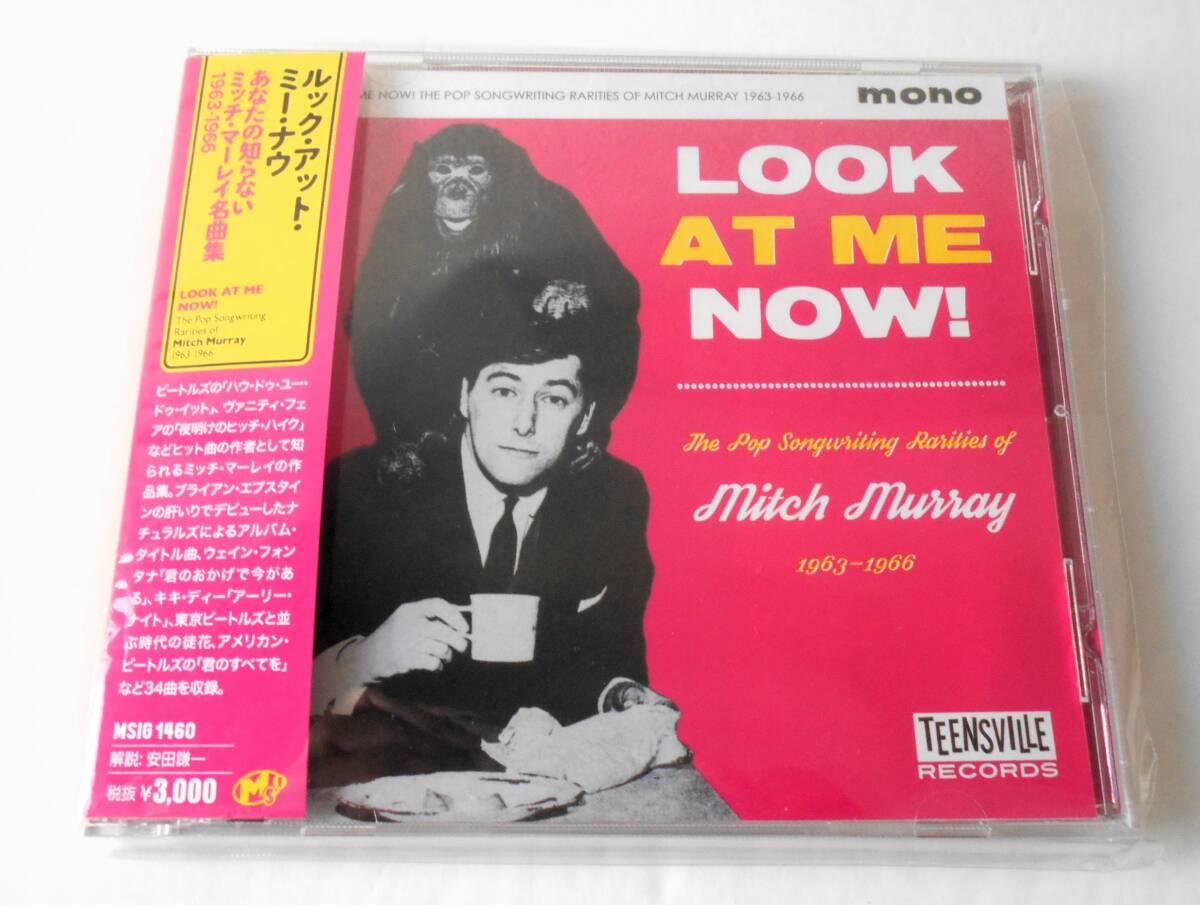 ルック・アット・
ミー・ナウ
あなたの知らない
ミッチ・マーレイ名曲集
1963-1966
LOOK AT ME
NOW!
The Pop Songwriting
Rarities of
Mitch Murray
1963-1966
ビートルズの「ハウ・ドゥ・ユー・
ドゥ・イット」、ヴァニティ・フェ
アの「夜明けのヒッチ・ハイク」
などヒット曲の作者として知
られるミッチ・マーレイの作
品集。ブライアン・エプスタイ
ンの肝いりでデビューしたナ
チュラルズによるアルバム・
タイトル曲、ウェイン・フォン
タナ「君のおかげで今があ
る」、キキ・ディー「アーリー・
ナイト」、東京ビートルズと並
ぶ時代の徒花、アメリカン・
ビートルズの「君のすべてを」
など34曲を収録。
MSIG 1460
解説: 安田謙一
税抜 ¥3,000
MSI
ME NOW! THE POP SONGWRITING RARITIES OF MITCH MURRAY 1963-1966
mono
LOOK
AT ME
NOW!
The Pop Songwriting Rarities of
Mitch Murray
1963-1966
TEENSVILLE
RECORDS